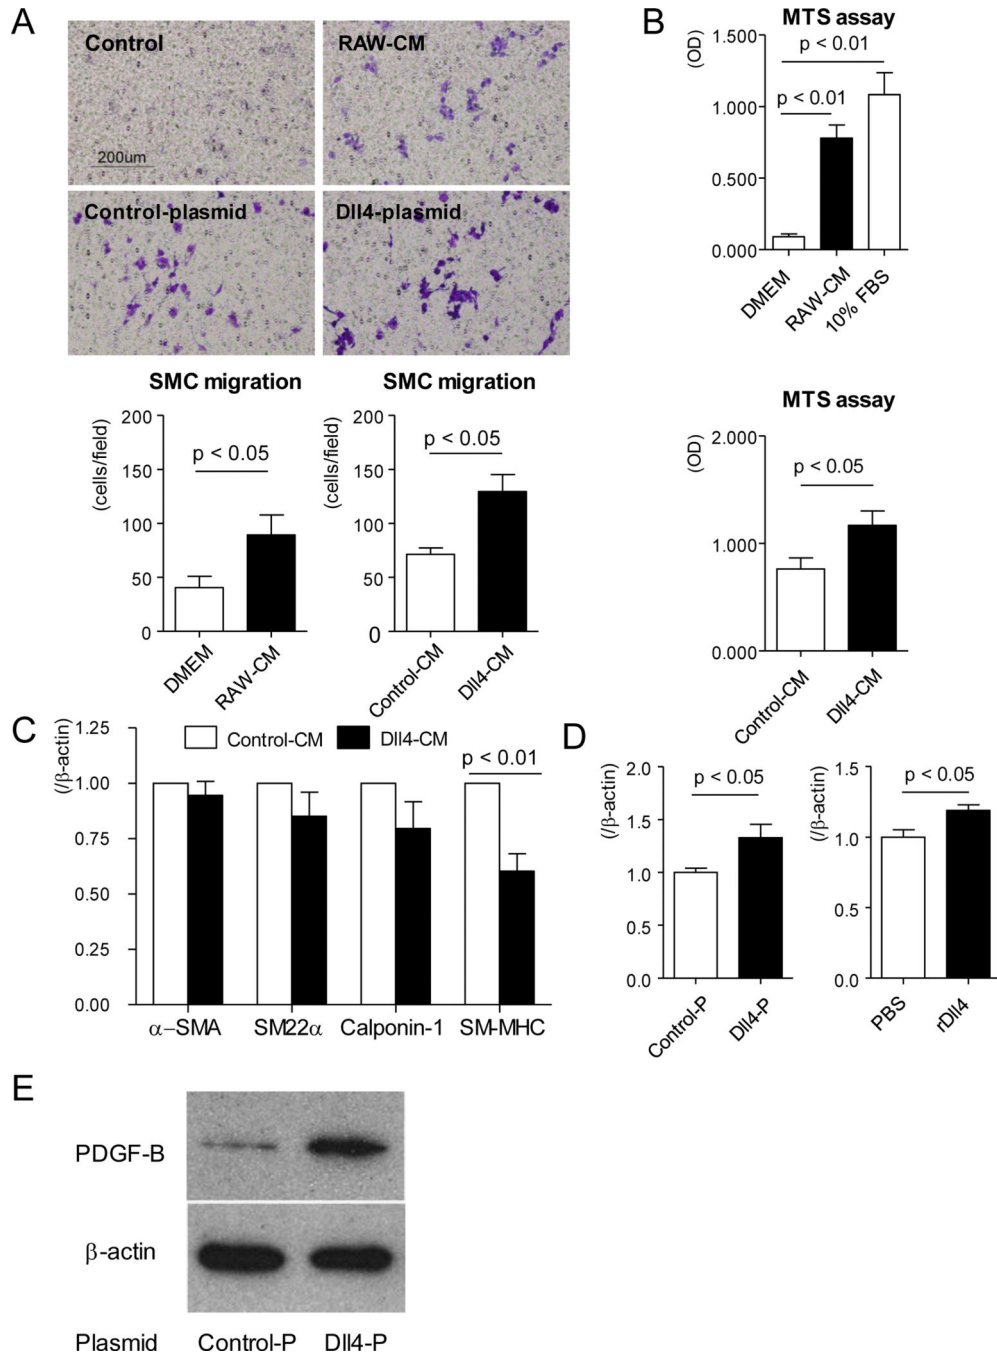 A
Control
RAW-CM
200um
Control-plasmid
Dll4-plasmid
SMC migration
(cells/field)
200
150
100
50
0
p < 0.05
DMEM
RAW-CM
SMC migration
(cells/field)
200
150
100
50
0
p < 0.05
Control-CM
Dll4-CM
B
MTS assay
(OD)
1.500
1.000
0.500
0.000
p < 0.01
p < 0.01
DMEM
RAW-CM
10% FBS
MTS assay
(OD)
2.000
1.000
0.000
p < 0.05
Control-CM
Dll4-CM
C
(/β-actin)
1.25
1.00
0.75
0.50
0.25
0.00
Control-CM
Dll4-CM
p < 0.01
α-SMA
SM22α
Calponin-1
SM-MHC
D
(/β-actin)
2.0
1.5
1.0
0.5
0.0
p < 0.05
Control-P
Dll4-P
(/β-actin)
1.5
1.0
0.5
0.0
p < 0.05
PBS
rDll4
E
PDGF-B
β-actin
Plasmid Control-P Dll4-P